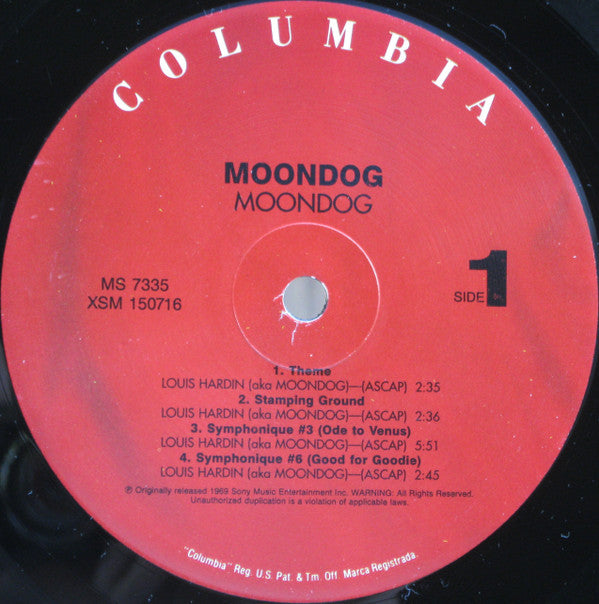 COLUMBIA
MOONDOG
MOONDOG
MS 7335
XSM 150716
SIDE 1
1. Theme
LOUIS HARDIN (aka MOONDOG)—(ASCAP) 2:35
2. Stamping Ground
LOUIS HARDIN (aka MOONDOG)—(ASCAP) 2:36
3. Symphonique #3 (Ode to Venus)
LOUIS HARDIN (aka MOONDOG)—(ASCAP) 5:51
4. Symphonique #6 (Good for Goodie)
LOUIS HARDIN (aka MOONDOG)—(ASCAP) 2:45
℗ Originally released 1969 Sony Music Entertainment Inc. WARNING: All Rights Reserved.
Unauthorized duplication is a violation of applicable laws.
"Columbia" Reg. U.S. Pat. & Tm. Off. Marca Registrada.